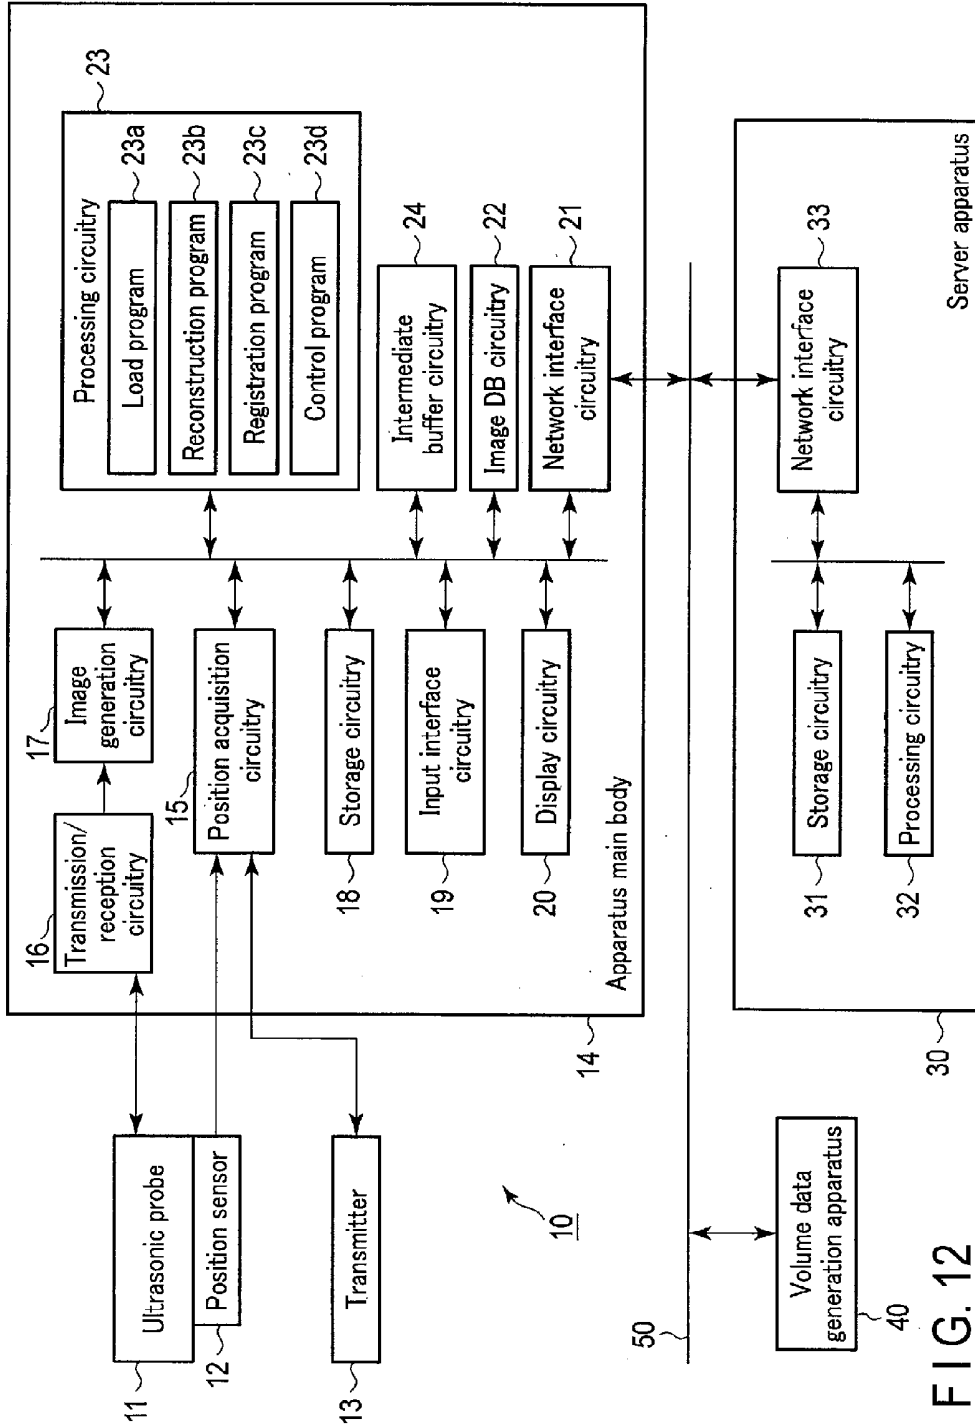 11
Ultrasonic probe
12
Position sensor
13
Transmitter
10
14
Apparatus main body
16
Transmission/
reception
circuitry
17
Image
generation
circuitry
15
Position acquisition
circuitry
18
Storage circuitry
19
Input interface
circuitry
20
Display circuitry
23
Processing circuitry
Load program
23a
Reconstruction program
23b
Registration program
23c
Control program
23d
Intermediate
buffer circuitry
24
Image DB circuitry
22
Network interface
circuitry
21
50
Volume data
generation apparatus
40
30
Server apparatus
31
Storage circuitry
32
Processing circuitry
Network interface
circuitry
33
FIG. 12